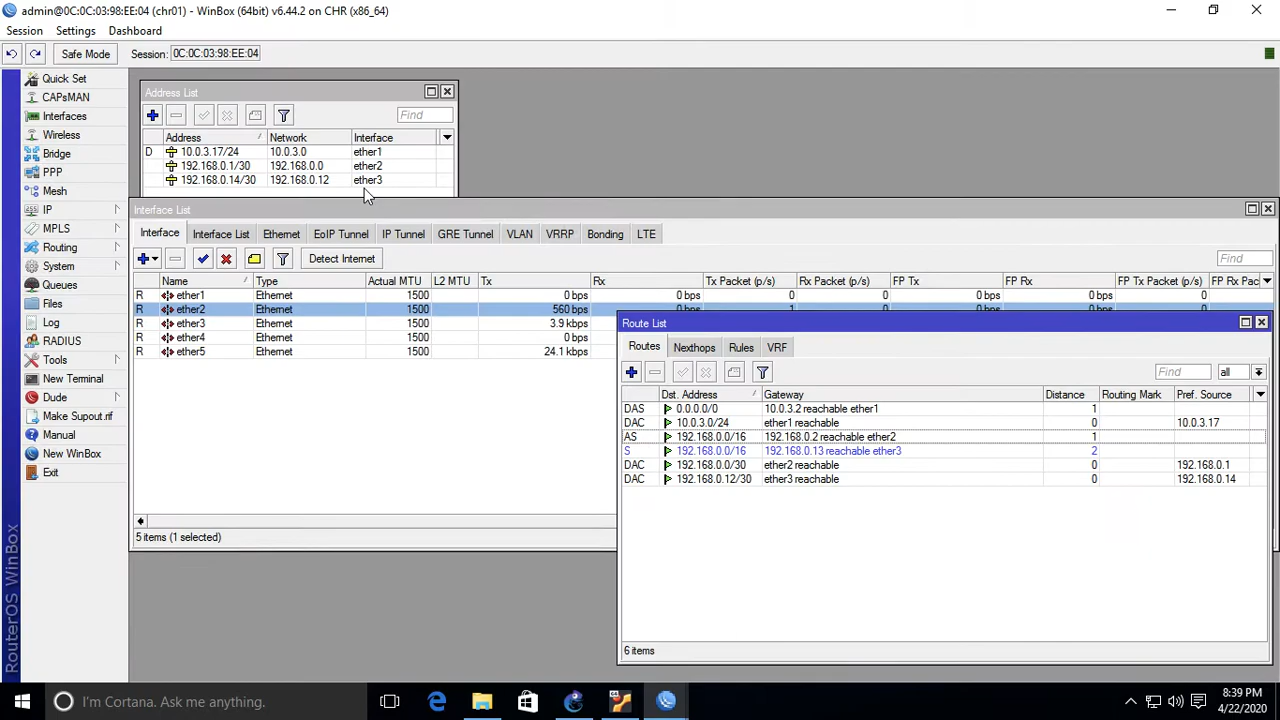 admin@0C:0C:03:98:EE:04 (chr01) - WinBox (64bit) v6.44.2 on CHR (x86_64)
Session Settings Dashboard
Safe Mode Session: 0C:0C:03:98:EE:04
Quick Set
CAPsMAN
Interfaces
Wireless
Bridge
PPP
Mesh
IP
MPLS
Routing
System
Queues
Files
Log
RADIUS
Tools
New Terminal
Dude
Make Supout.rif
Manual
New WinBox
Exit
RouterOS WinBox
Address List
Find
Address Network Interface
D 10.0.3.17/24 10.0.3.0 ether1
192.168.0.1/30 192.168.0.0 ether2
192.168.0.14/30 192.168.0.12 ether3
Interface List
Interface Interface List Ethernet EoIP Tunnel IP Tunnel GRE Tunnel VLAN VRRP Bonding LTE
Detect Internet Find
Name Type Actual MTU L2 MTU Tx Rx Tx Packet (p/s) Rx Packet (p/s) FP Tx FP Rx FP Tx Packet (p/s) FP Rx Pac
R ether1 Ethernet 1500 0 bps 0 bps 0 0 0 bps 0 bps 0
R ether2 Ethernet 1500 560 bps 0 bps 1 0 0 bps 0 bps 0
R ether3 Ethernet 1500 3.9 kbps
R ether4 Ethernet 1500 0 bps
R ether5 Ethernet 1500 24.1 kbps
5 items (1 selected)
Route List
Routes Nexthops Rules VRF
Find all
Dst. Address Gateway Distance Routing Mark Pref. Source
DAS 0.0.0.0/0 10.0.3.2 reachable ether1 1
DAC 10.0.3.0/24 ether1 reachable 0 10.0.3.17
AS 192.168.0.0/16 192.168.0.2 reachable ether2 1
S 192.168.0.0/16 192.168.0.13 reachable ether3 2
DAC 192.168.0.0/30 ether2 reachable 0 192.168.0.1
DAC 192.168.0.12/30 ether3 reachable 0 192.168.0.14
6 items
I'm Cortana. Ask me anything.
8:39 PM
4/22/2020